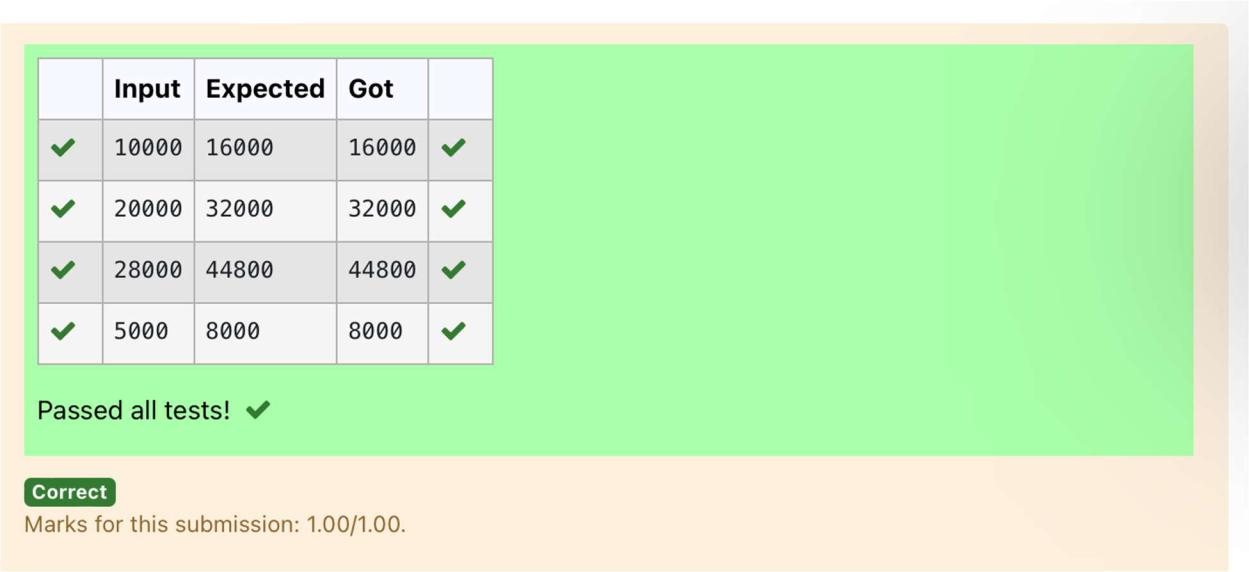 Input Expected Got
10000 16000 16000
20000 32000 32000
28000 44800 44800
5000 8000 8000
Passed all tests!
Correct
Marks for this submission: 1.00/1.00.